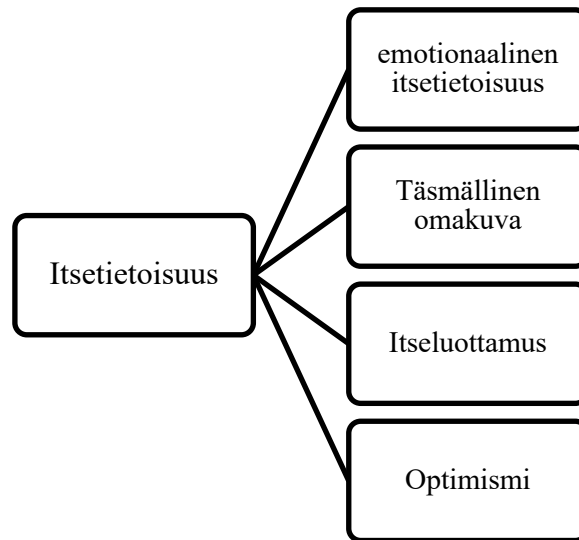 emotionaalinen
itsetietoisuus
Täsmällinen
omakuva
Itsetietoisuus
Itseluottamus
Optimismi